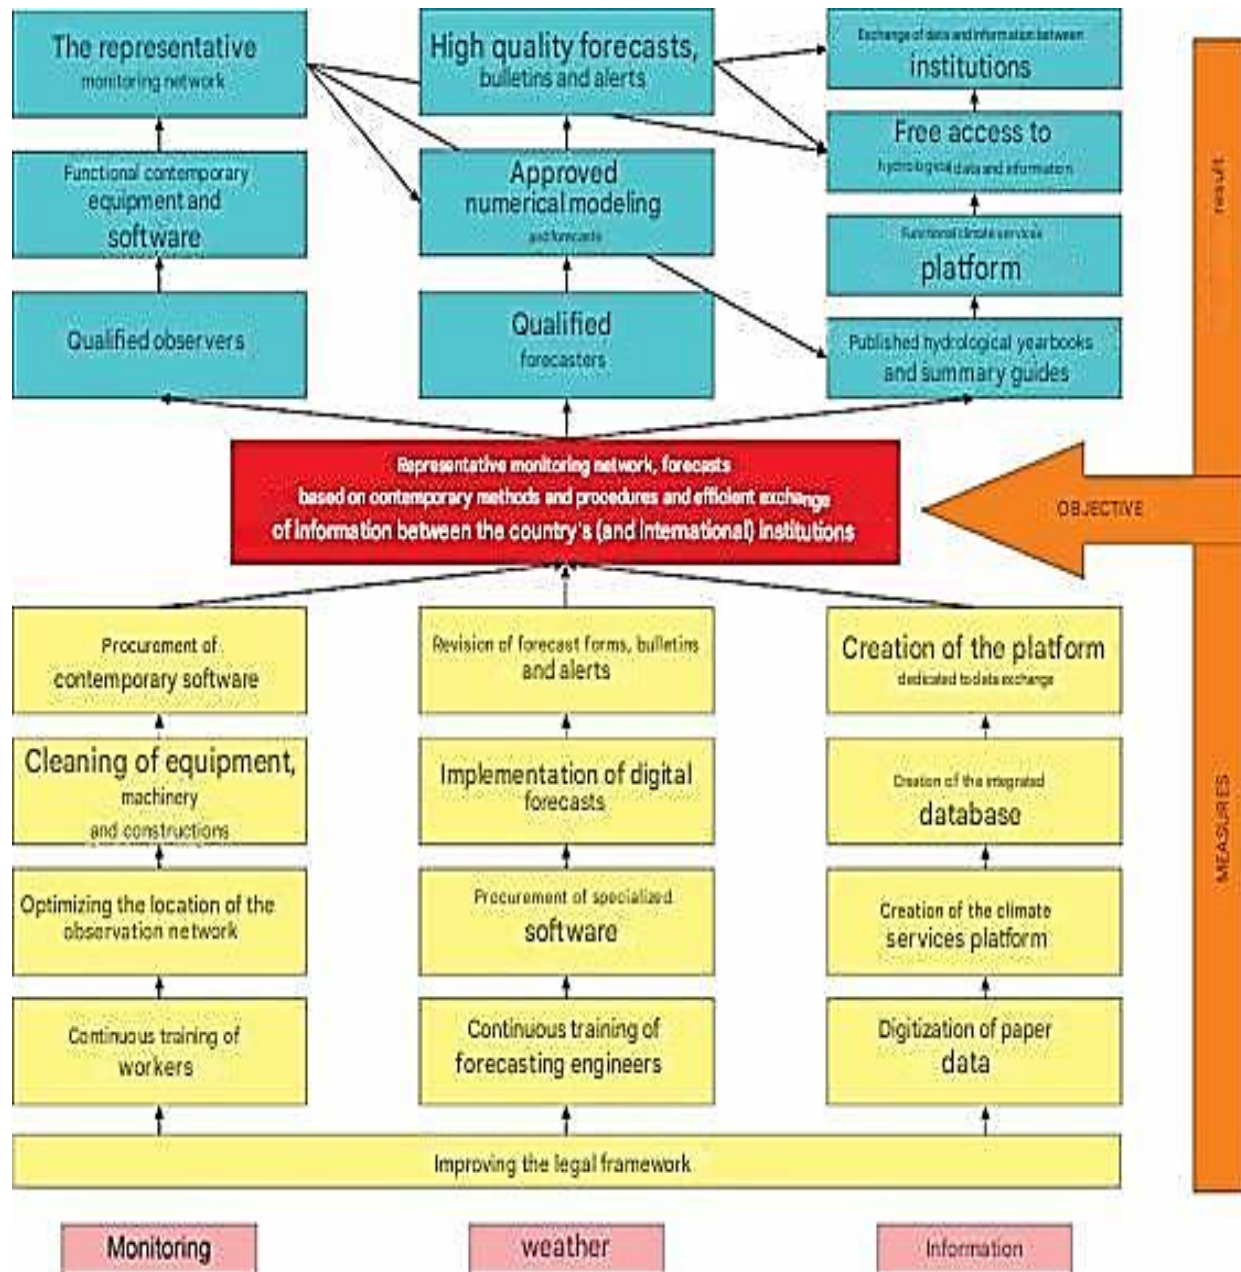 The representative
monitoring network
Functional contemporary
equipment and
software
Qualified observers
High quality forecasts,
bulletins and alerts
Approved
numerical modeling
and forecasts
Qualified
forecasters
Exchange of data and information between
institutions
Free access to
hydrological data and information
Functional climate services
platform
Published hydrological yearbooks
and summary guides
Representative monitoring network, forecasts
based on contemporary methods and procedures and efficient exchange
of information between the country's (and international) institutions
Procurement of
contemporary software
Cleaning of equipment,
machinery
and constructions
Optimizing the location of the
observation network
Continuous training of
workers
Revision of forecast forms, bulletins
and alerts
Implementation of digital
forecasts
Procurement of specialized
software
Continuous training of
forecasting engineers
Creation of the platform
dedicated to data exchange
Creation of the integrated
database
Creation of the climate
services platform
Digitization of paper
data
Improving the legal framework
Monitoring
weather
Information
result
OBJECTIVE
MEASURES